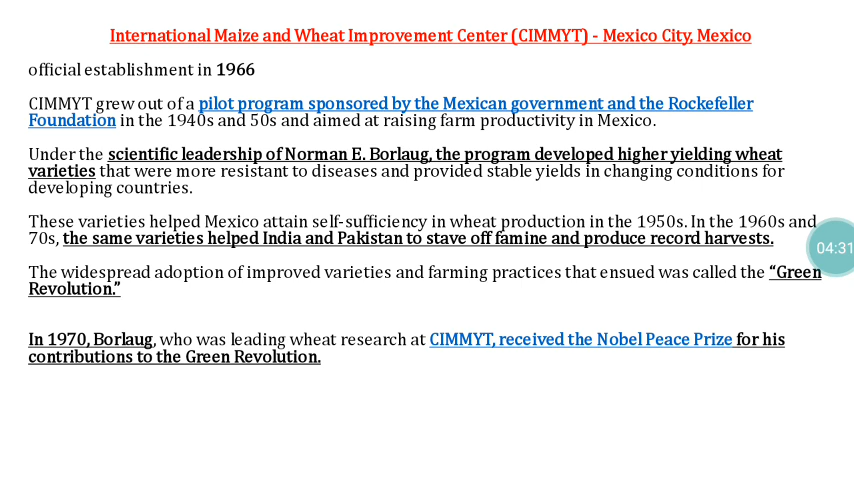 International Maize and Wheat Improvement Center (CIMMYT) - Mexico City, Mexico
official establishment in 1966
CIMMYT grew out of a pilot program sponsored by the Mexican government and the Rockefeller
Foundation in the 1940s and 50s and aimed at raising farm productivity in Mexico.
Under the scientific leadership of Norman E. Borlaug, the program developed higher yielding wheat
varieties that were more resistant to diseases and provided stable yields in changing conditions for
developing countries.
These varieties helped Mexico attain self-sufficiency in wheat production in the 1950s. In the 1960s and
70s, the same varieties helped India and Pakistan to stave off famine and produce record harvests.
04:31
The widespread adoption of improved varieties and farming practices that ensued was called the “Green
Revolution.”
In 1970, Borlaug, who was leading wheat research at CIMMYT, received the Nobel Peace Prize for his
contributions to the Green Revolution.